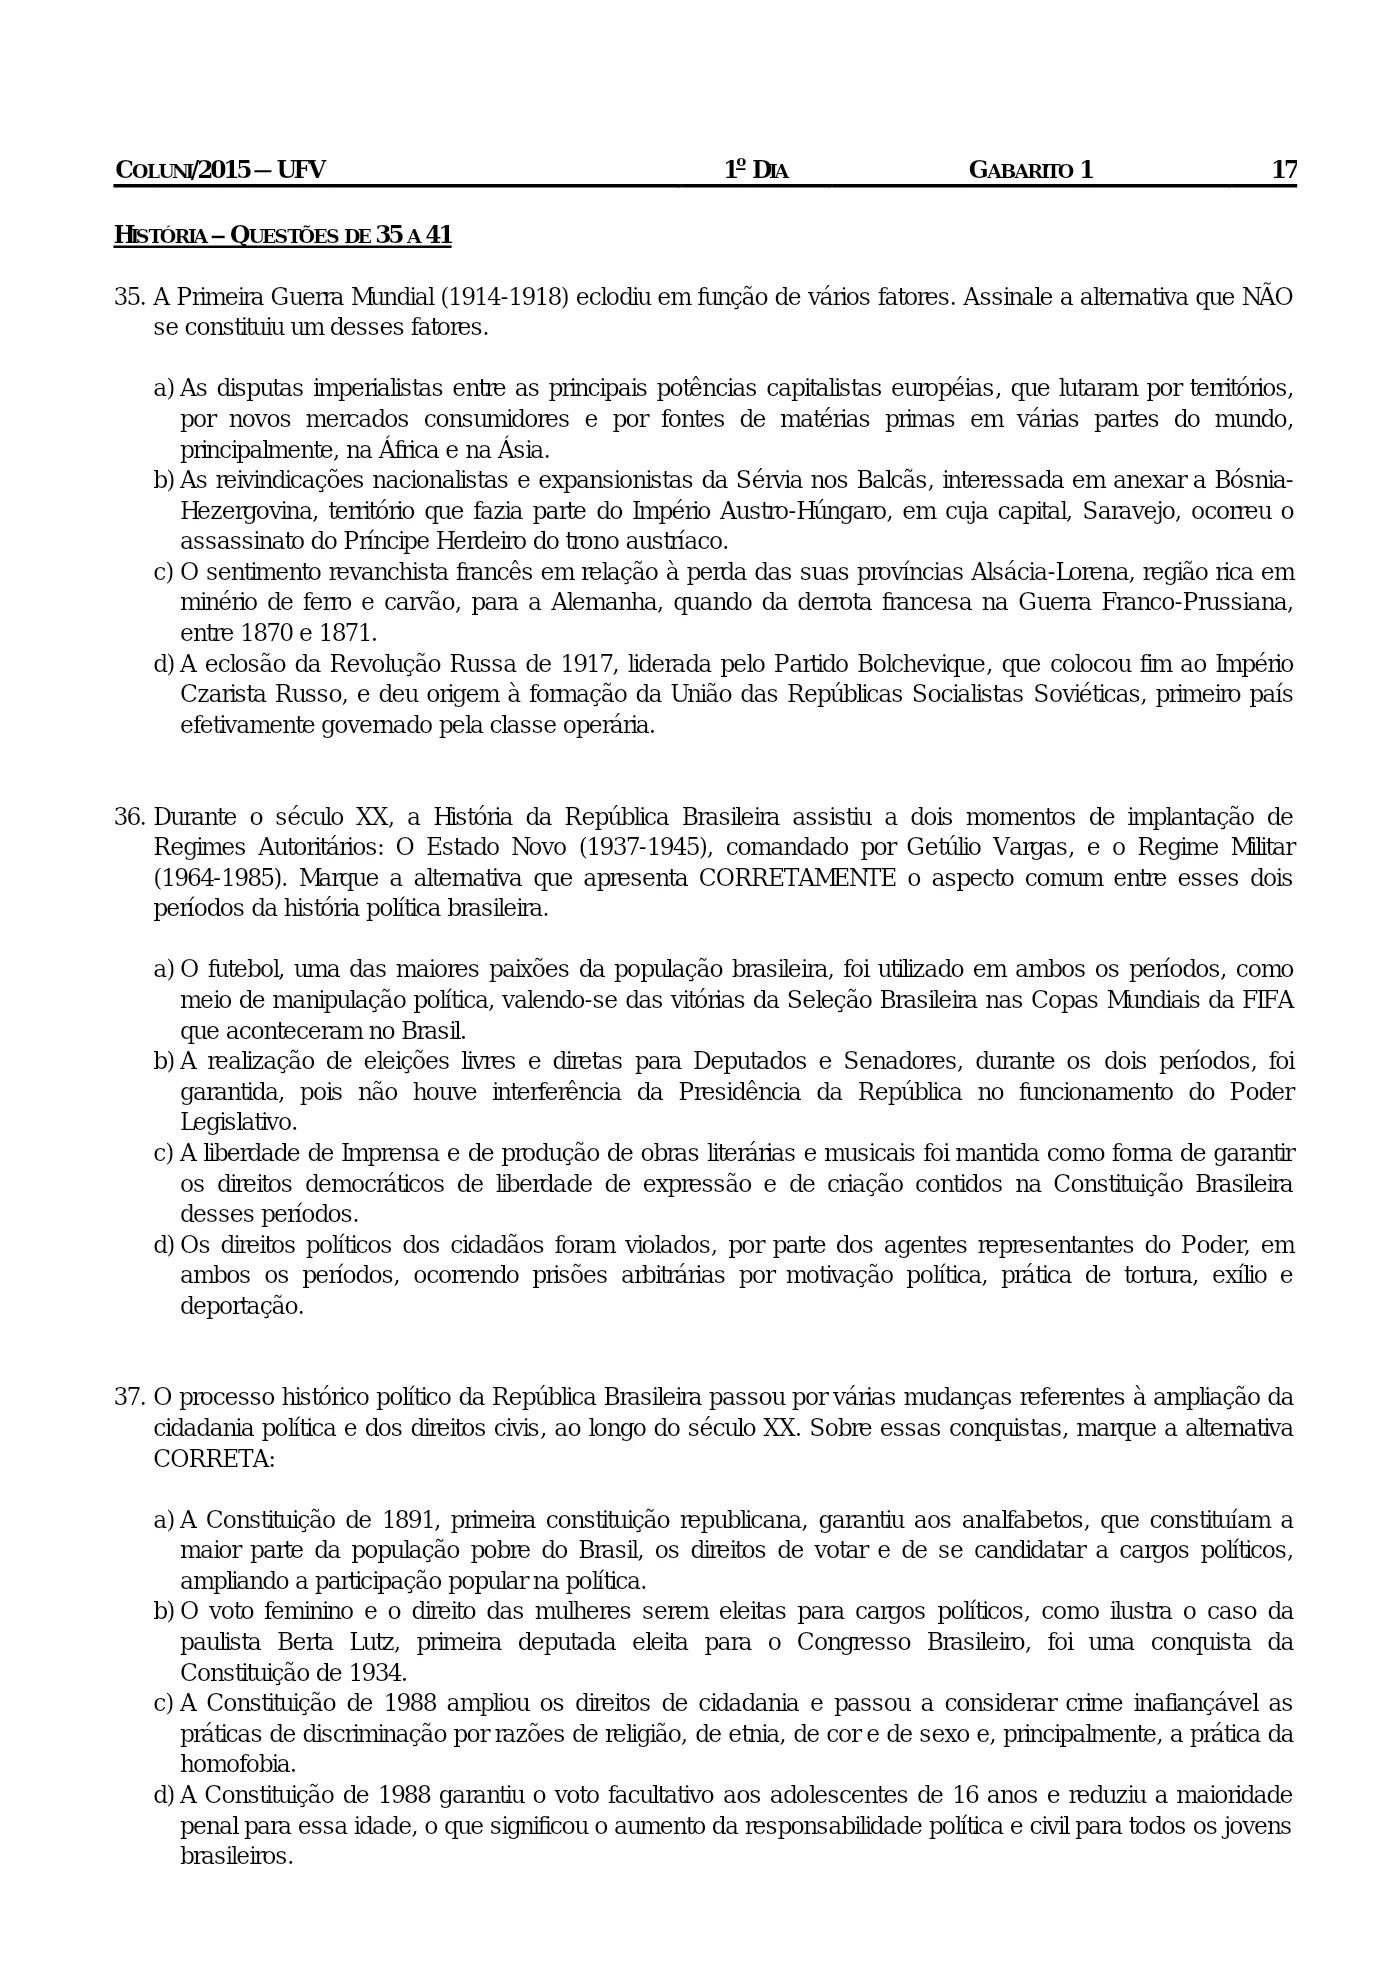 COLUNI/2015 – UFV 1º DIA GABARITO 1 17
HISTÓRIA – QUESTÕES DE 35 A 41
35. A Primeira Guerra Mundial (1914-1918) eclodiu em função de vários fatores. Assinale a alternativa que NÃO
se constituiu um desses fatores.
a) As disputas imperialistas entre as principais potências capitalistas européias, que lutaram por territórios,
por novos mercados consumidores e por fontes de matérias primas em várias partes do mundo,
principalmente, na África e na Ásia.
b) As reivindicações nacionalistas e expansionistas da Sérvia nos Balcãs, interessada em anexar a Bósnia-
Hezergovina, território que fazia parte do Império Austro-Húngaro, em cuja capital, Saravejo, ocorreu o
assassinato do Príncipe Herdeiro do trono austríaco.
c) O sentimento revanchista francês em relação à perda das suas províncias Alsácia-Lorena, região rica em
minério de ferro e carvão, para a Alemanha, quando da derrota francesa na Guerra Franco-Prussiana,
entre 1870 e 1871.
d) A eclosão da Revolução Russa de 1917, liderada pelo Partido Bolchevique, que colocou fim ao Império
Czarista Russo, e deu origem à formação da União das Repúblicas Socialistas Soviéticas, primeiro país
efetivamente governado pela classe operária.
36. Durante o século XX, a História da República Brasileira assistiu a dois momentos de implantação de
Regimes Autoritários: O Estado Novo (1937-1945), comandado por Getúlio Vargas, e o Regime Militar
(1964-1985). Marque a alternativa que apresenta CORRETAMENTE o aspecto comum entre esses dois
períodos da história política brasileira.
a) O futebol, uma das maiores paixões da população brasileira, foi utilizado em ambos os períodos, como
meio de manipulação política, valendo-se das vitórias da Seleção Brasileira nas Copas Mundiais da FIFA
que aconteceram no Brasil.
b) A realização de eleições livres e diretas para Deputados e Senadores, durante os dois períodos, foi
garantida, pois não houve interferência da Presidência da República no funcionamento do Poder
Legislativo.
c) A liberdade de Imprensa e de produção de obras literárias e musicais foi mantida como forma de garantir
os direitos democráticos de liberdade de expressão e de criação contidos na Constituição Brasileira
desses períodos.
d) Os direitos políticos dos cidadãos foram violados, por parte dos agentes representantes do Poder, em
ambos os períodos, ocorrendo prisões arbitrárias por motivação política, prática de tortura, exílio e
deportação.
37. O processo histórico político da República Brasileira passou por várias mudanças referentes à ampliação da
cidadania política e dos direitos civis, ao longo do século XX. Sobre essas conquistas, marque a alternativa
CORRETA:
a) A Constituição de 1891, primeira constituição republicana, garantiu aos analfabetos, que constituíam a
maior parte da população pobre do Brasil, os direitos de votar e de se candidatar a cargos políticos,
ampliando a participação popular na política.
b) O voto feminino e o direito das mulheres serem eleitas para cargos políticos, como ilustra o caso da
paulista Berta Lutz, primeira deputada eleita para o Congresso Brasileiro, foi uma conquista da
Constituição de 1934.
c) A Constituição de 1988 ampliou os direitos de cidadania e passou a considerar crime inafiançável as
práticas de discriminação por razões de religião, de etnia, de cor e de sexo e, principalmente, a prática da
homofobia.
d) A Constituição de 1988 garantiu o voto facultativo aos adolescentes de 16 anos e reduziu a maioridade
penal para essa idade, o que significou o aumento da responsabilidade política e civil para todos os jovens
brasileiros.